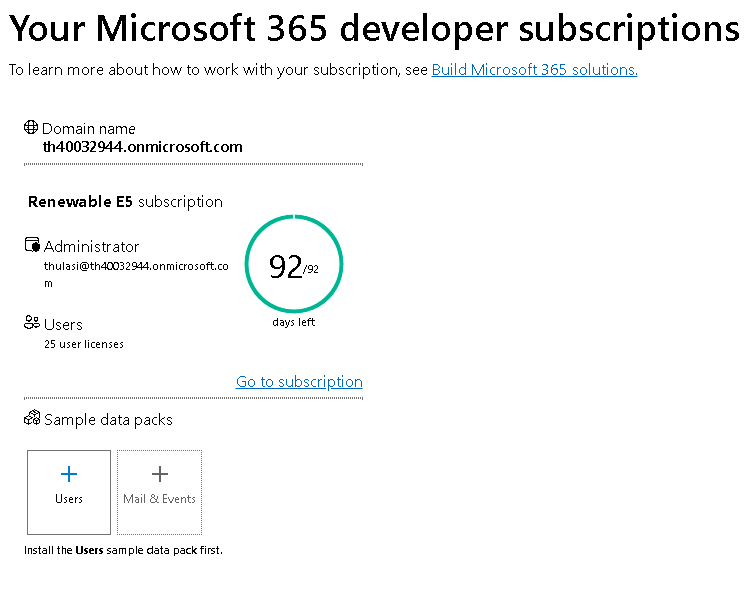 Your Microsoft 365 developer subscriptions
To learn more about how to work with your subscription, see Build Microsoft 365 solutions.
Domain name
th40032944.onmicrosoft.com
Renewable E5 subscription
Administrator
thulasi@th40032944.onmicrosoft.co
m
92/92
days left
Users
25 user licenses
Go to subscription
Sample data packs
Users
Mail & Events
Install the Users sample data pack first.